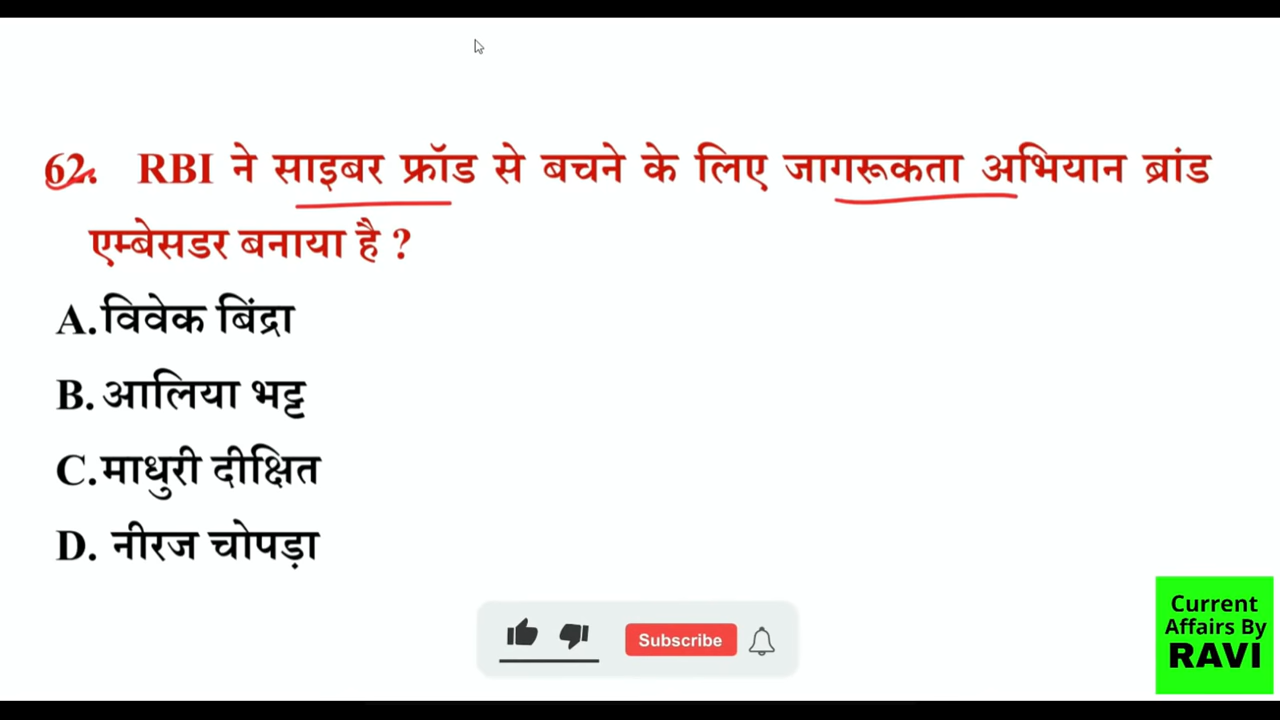 62. RBI ने साइबर फ्रॉड से बचने के लिए जागरूकता अभियान ब्रांड
एम्बेसडर बनाया है ?
A.विवेक बिंद्रा
B. आलिया भट्ट
C.माधुरी दीक्षित
D. नीरज चोपड़ा
Subscribe
Current
Affairs By
RAVI